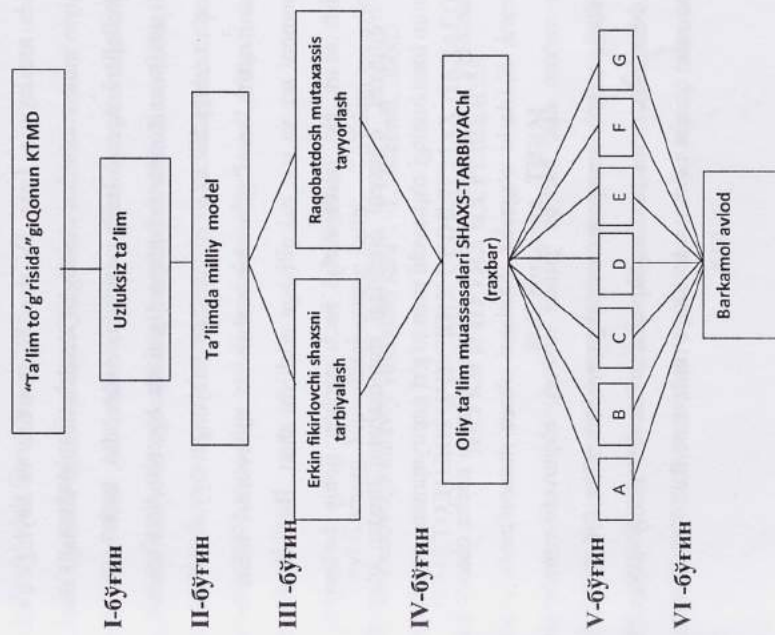 “Ta’lim to’g’risida”giQonun KTMD
I-бўғин
Uzluksiz ta’lim
II-бўғин
Ta’limda milliy model
III -бўғин
Erkin fikirlovchi shaxsni
tarbiyalash
Raqobatdosh mutaxassis
tayyorlash
IV-бўғин
Oliy ta’lim muassasalari SHAXS-TARBIYAChI
(raxbar)
V-бўғин
A B C D E F G
VI -бўғин
Barkamol avlod